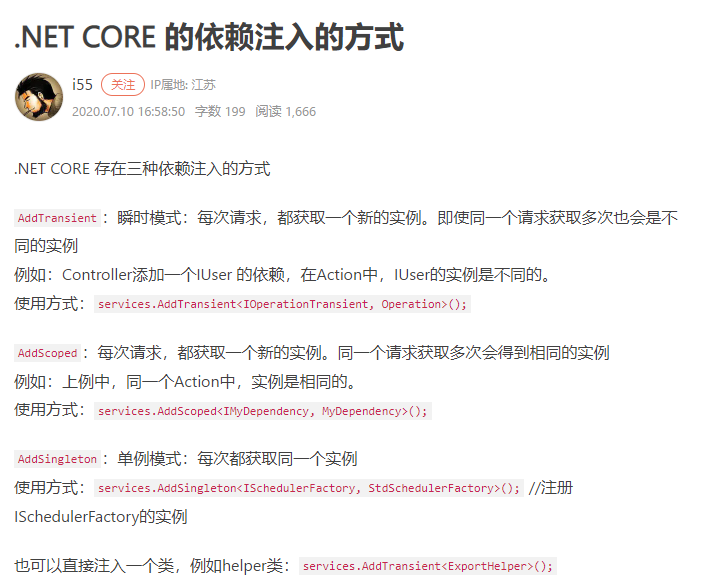 .NET CORE 的依赖注入的方式
i55 关注 IP属地: 江苏
2020.07.10 16:58:50 字数 199 阅读 1,666
.NET CORE 存在三种依赖注入的方式
AddTransient：瞬时模式：每次请求，都获取一个新的实例。即使同一个请求获取多次也会是不
同的实例
例如：Controller添加一个IUser 的依赖，在Action中，IUser的实例是不同的。
使用方式：services.AddTransient<IOperationTransient, Operation>();
AddScoped：每次请求，都获取一个新的实例。同一个请求获取多次会得到相同的实例
例如：上例中，同一个Action中，实例是相同的。
使用方式：services.AddScoped<IMyDependency, MyDependency>();
AddSingleton：单例模式：每次都获取同一个实例
使用方式：services.AddSingleton<ISchedulerFactory, StdSchedulerFactory>(); //注册
ISchedulerFactory的实例
也可以直接注入一个类，例如helper类：services.AddTransient<ExportHelper>();